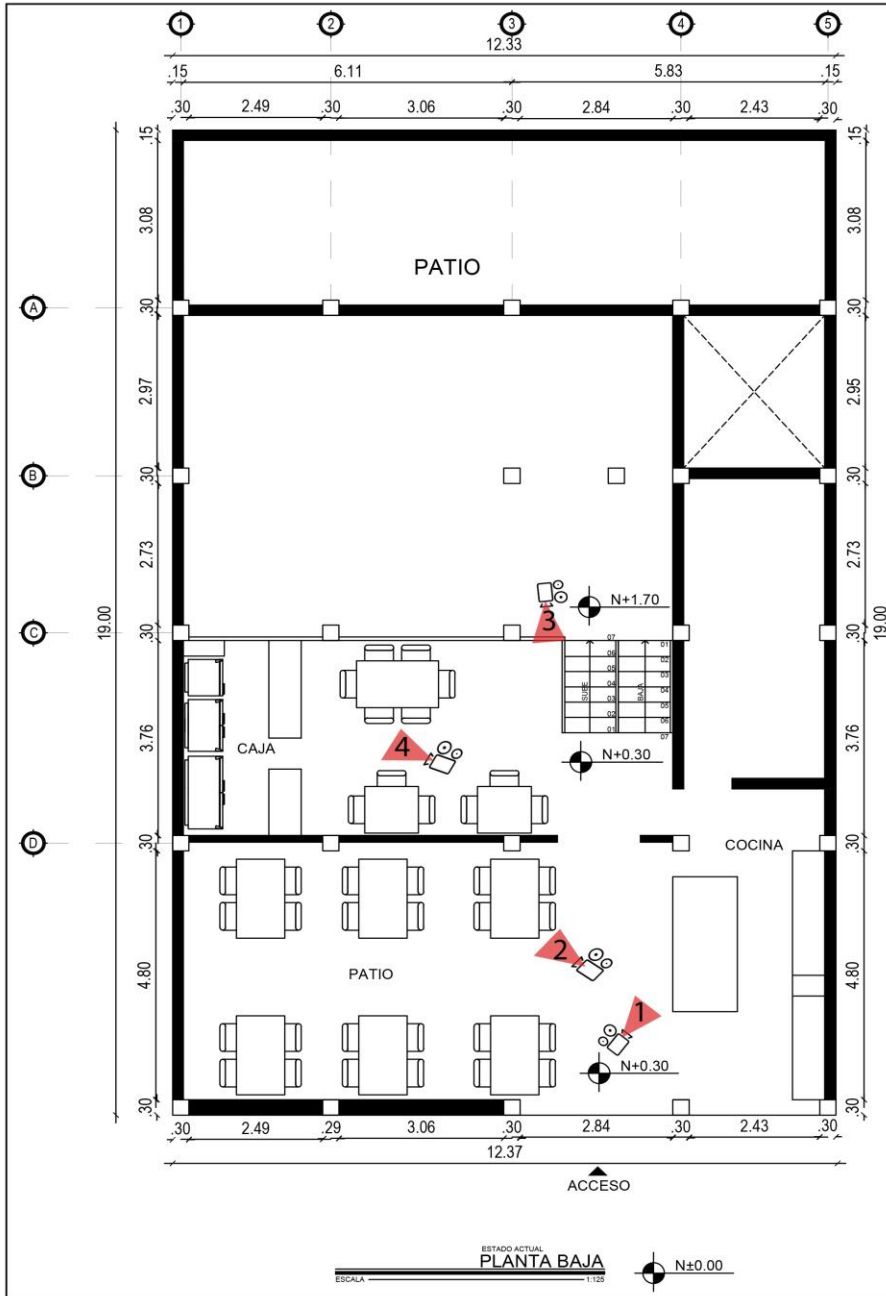 1 2 3 4 5
12.33
.15 6.11 5.83 .15
.30 2.49 .30 3.06 .30 2.84 .30 2.43 .30
.15
3.08 3.08
PATIO
A .30 .30
2.97 2.95
B .30 .30
2.73 2.73
19.00 19.00
N+1.70
3
C .30 .30
07 01
06 02
05 03
04 04
03 05
02 06
01 07
SUBE BAJA
3.76 3.76
CAJA
4
N+0.30
D .30 .30
COCINA
2
PATIO
4.80 4.80
1
N+0.30
.30 .30
.30 2.49 .29 3.06 .30 2.84 .30 2.43 .30
12.37
ACCESO
ESTADO ACTUAL
PLANTA BAJA
ESCALA 1:125
N±0.00